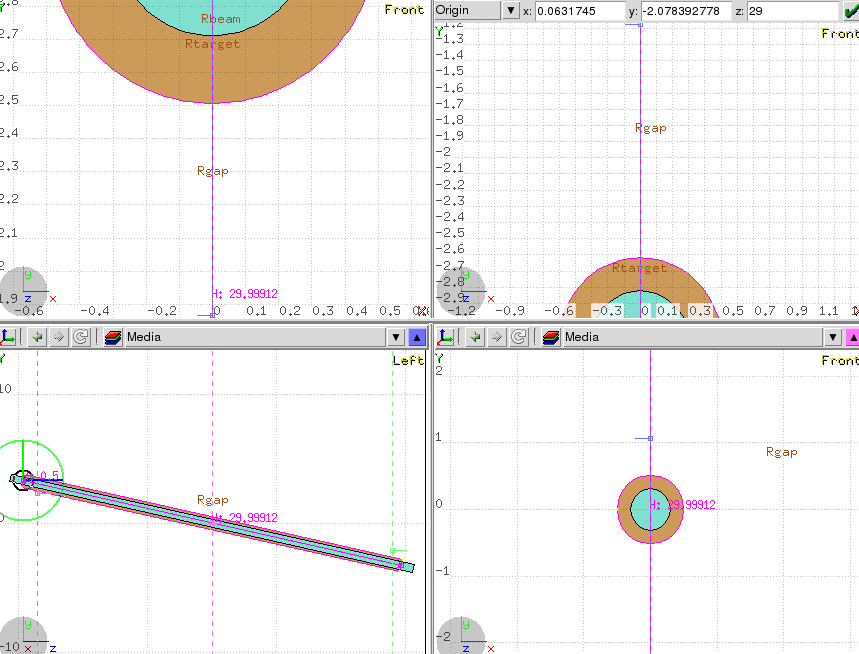 Front
Rbeam
Rtarget
2.6
2.5
2.4
2.3
Rgap
2.2
2.1
2
y
z x
H: 29.99912
1.9
-0.6 -0.4 -0.2 0 0.1 0.2 0.3 0.4 0.5
Origin x: 0.0631745 y: -2.078392778 z: 29
Y Front
-1.3
-1.4
-1.5
-1.6
-1.7
-1.8
Rgap
-1.9
-2
-2.1
-2.2
-2.3
-2.4
-2.5
-2.6
-2.7
Rtarget
-2.8
-2.9
y
z x
-1.2 -0.9 -0.6 -0.3 0 0.1 0.3 0.5 0.7 0.9 1.1
Media
Y Left
10
0.5
Rgap
0
H: 29.99912
y
-10 x z
Media
Y Front
2
1
Rgap
0
H: 29.99912
-1
y
-2
z x